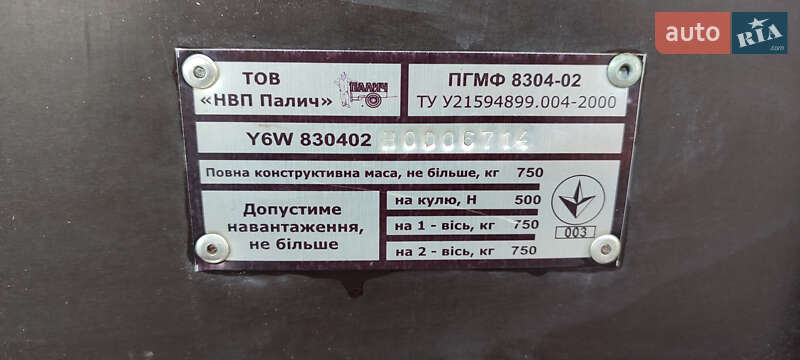 auto RIA
.com
ТОВ
«НВП Палич»
ПАЛИЧ
ПГМФ 8304-02
ТУ У21594899.004-2000
Y6W 830402 H0006714
Повна конструктивна маса, не більше, кг 750
Допустиме
навантаження,
не більше
на кулю, Н 500
на 1 - вісь, кг 750
на 2 - вісь, кг 750
003